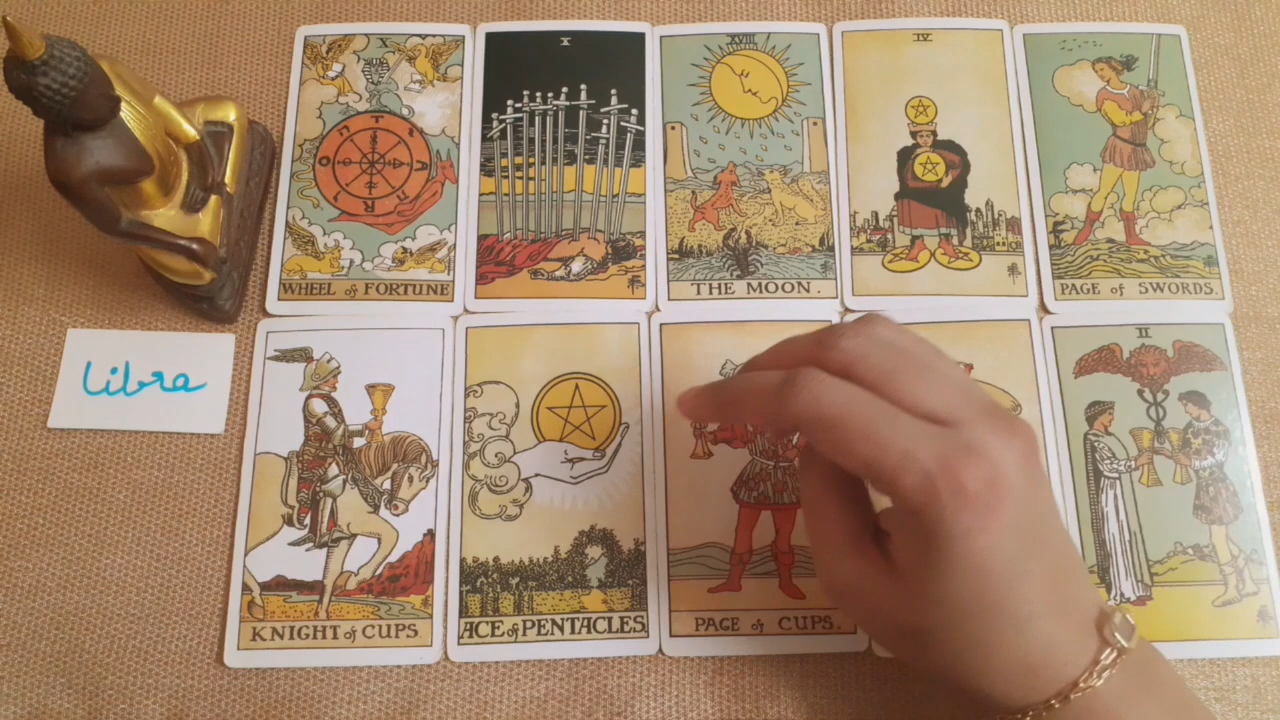 X
X
XVIII
IV
WHEEL of FORTUNE
THE MOON.
PAGE of SWORDS.
Libra
II
KNIGHT of CUPS.
ACE of PENTACLES.
PAGE of CUPS.